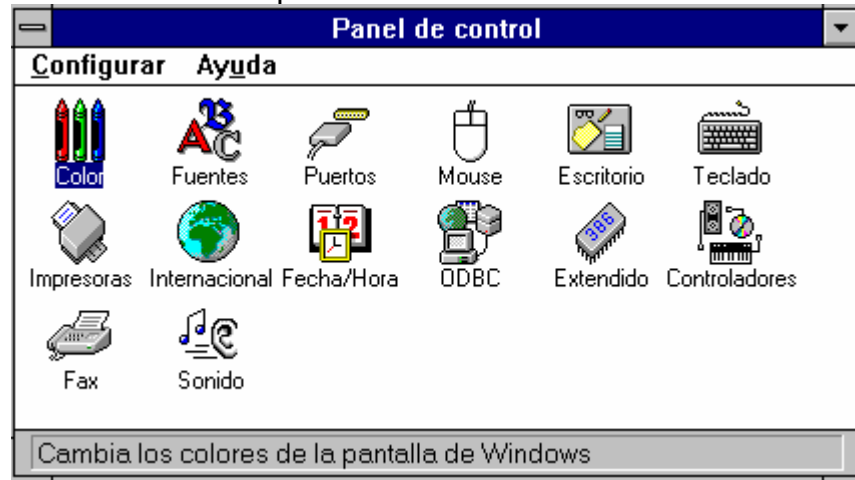 Panel de control
Configurar Ayuda
Color Fuentes Puertos Mouse Escritorio Teclado
386
Impresoras Internacional Fecha/Hora ODBC Extendido Controladores
Fax Sonido
Cambia los colores de la pantalla de Windows